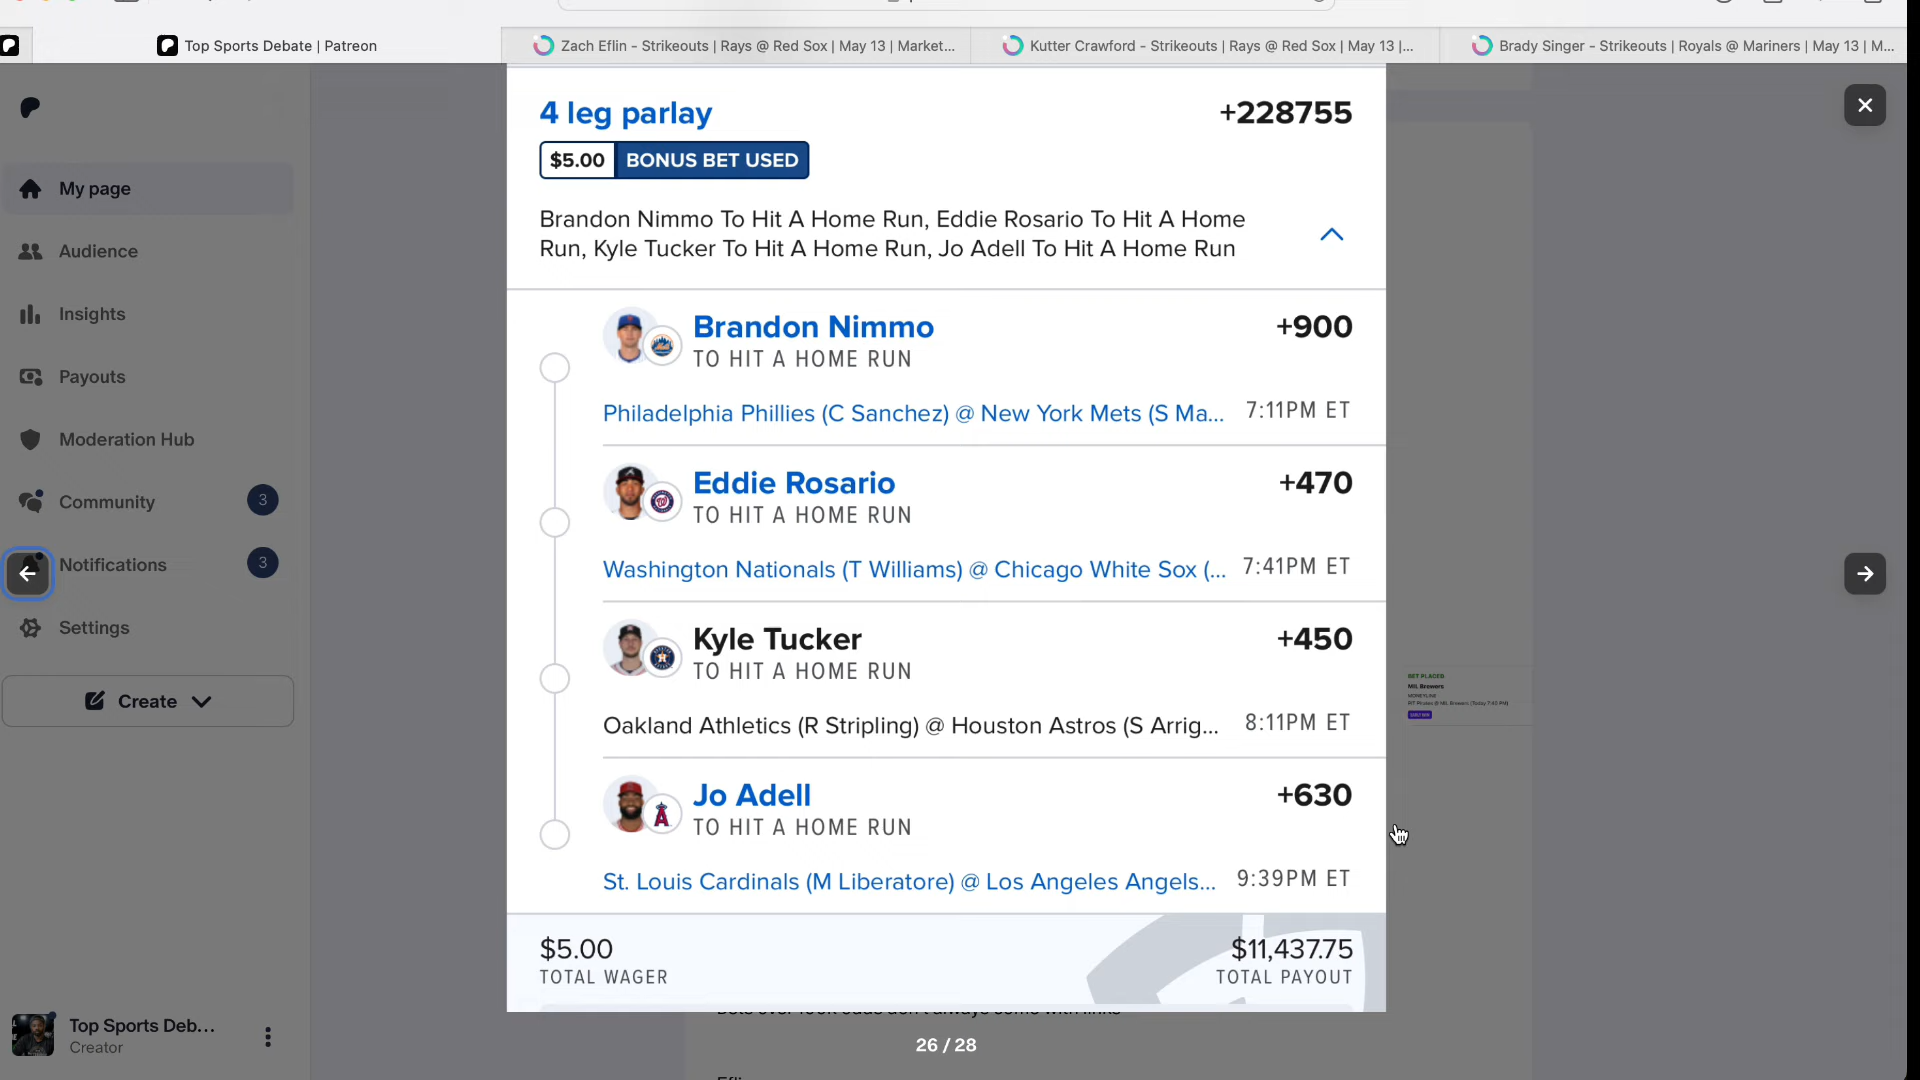 Top Sports Debate | Patreon
Zach Eflin - Strikeouts | Rays @ Red Sox | May 13 | Market...
Kutter Crawford - Strikeouts | Rays @ Red Sox | May 13 |...
Brady Singer - Strikeouts | Royals @ Mariners | May 13 | M...
My page
Audience
Insights
Payouts
Moderation Hub
Community 3
Notifications 3
Settings
Create
Top Sports Deb...
Creator
4 leg parlay +228755
$5.00 BONUS BET USED
Brandon Nimmo To Hit A Home Run, Eddie Rosario To Hit A Home
Run, Kyle Tucker To Hit A Home Run, Jo Adell To Hit A Home Run
Brandon Nimmo +900
TO HIT A HOME RUN
Philadelphia Phillies (C Sanchez) @ New York Mets (S Ma... 7:11PM ET
Eddie Rosario +470
TO HIT A HOME RUN
Washington Nationals (T Williams) @ Chicago White Sox (... 7:41PM ET
Kyle Tucker +450
TO HIT A HOME RUN
Oakland Athletics (R Stripling) @ Houston Astros (S Arrig... 8:11PM ET
Jo Adell +630
TO HIT A HOME RUN
St. Louis Cardinals (M Liberatore) @ Los Angeles Angels... 9:39PM ET
$5.00 $11,437.75
TOTAL WAGER TOTAL PAYOUT
26 / 28
BET PLACED
MIL Brewers
MONEYLINE